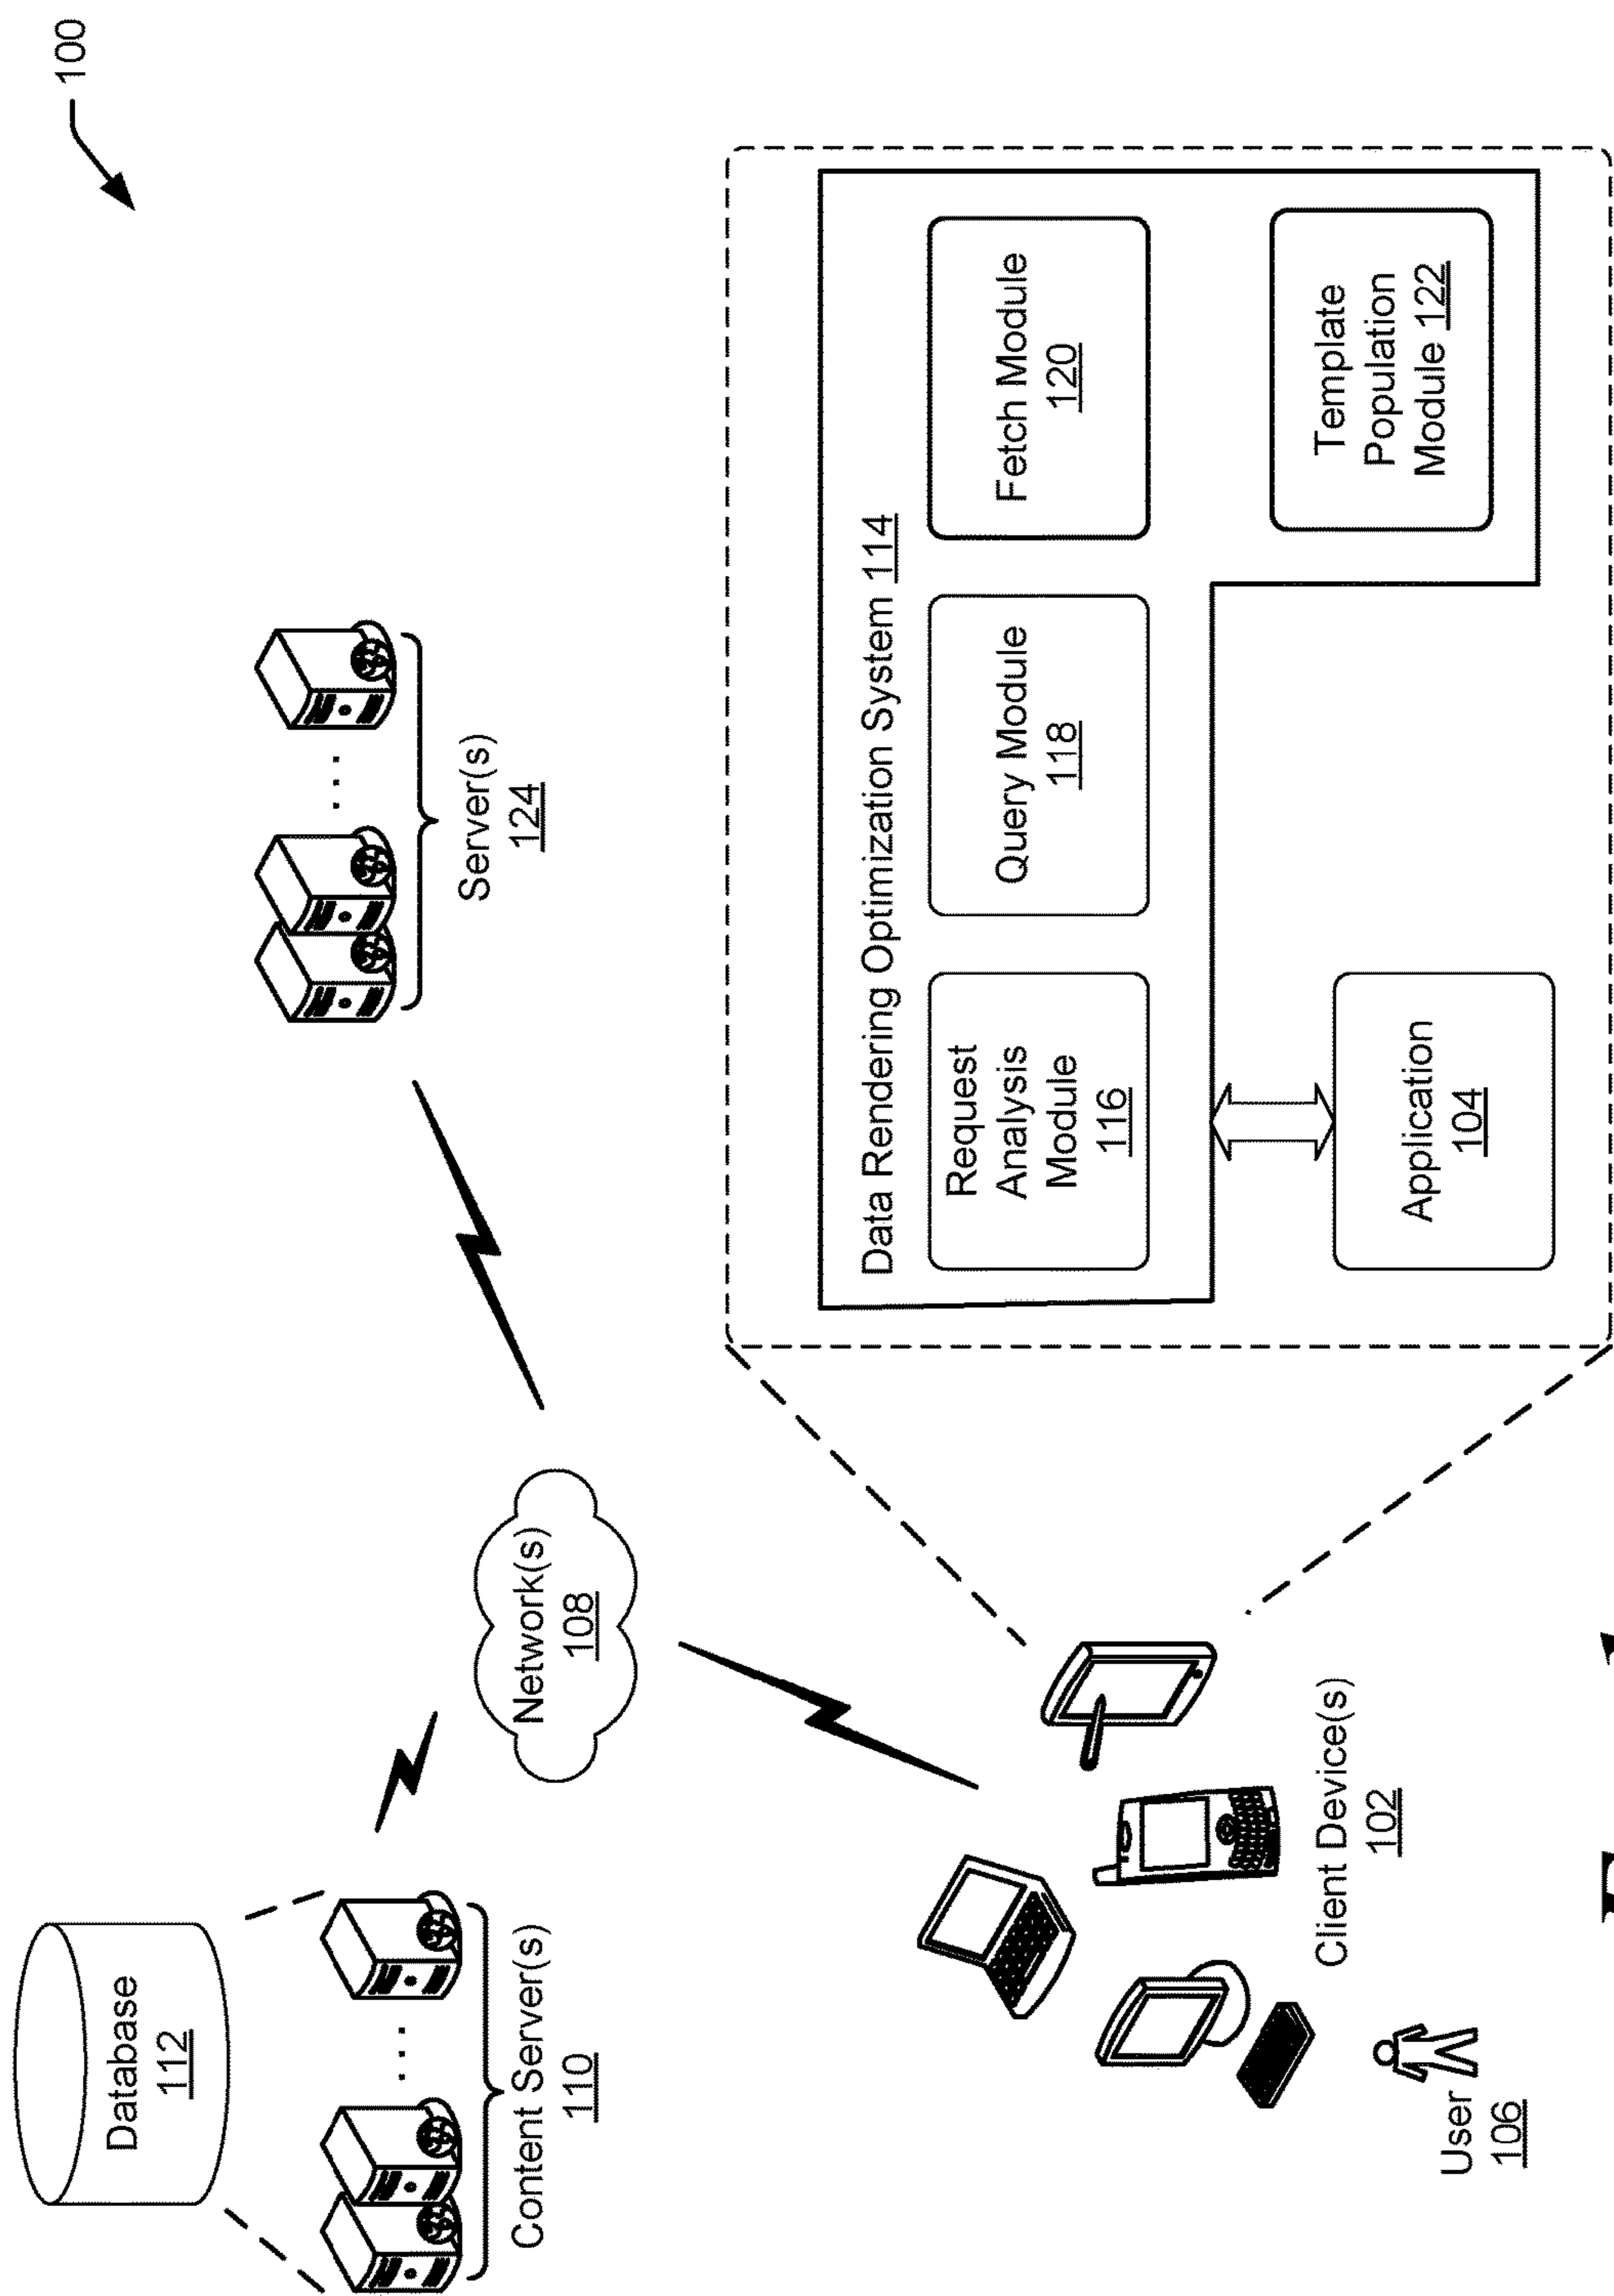 100
Database
112
Content Server(s)
110
Network(s)
108
Server(s)
124
User
106
Client Device(s)
102
Data Rendering Optimization System 114
Request
Analysis
Module
116
Query Module
118
Fetch Module
120
Template
Population
Module 122
Application
104